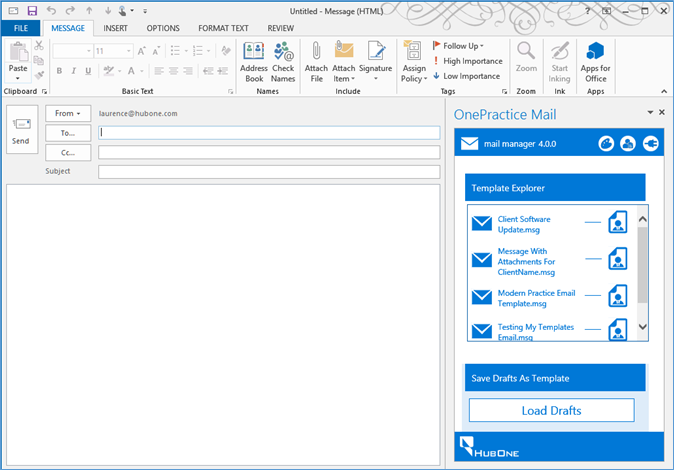 Untitled - Message (HTML)
FILE
MESSAGE
INSERT
OPTIONS
FORMAT TEXT
REVIEW
Paste
11
A A
B I U
A
Clipboard
Basic Text
Address Book
Check Names
Names
Attach File
Attach Item
Signature
Include
Assign Policy
Follow Up
High Importance
Low Importance
Tags
Zoom
Zoom
Start Inking
Ink
Apps for Office
Apps
Send
From
laurence@hubone.com
To...
Cc...
Subject
OnePractice Mail
mail manager 4.0.0
Template Explorer
Client Software
Update.msg
Message With
Attachments For
ClientName.msg
Modern Practice Email
Template.msg
Testing My Templates
Email.msg
Save Drafts As Template
Load Drafts
HUBONE